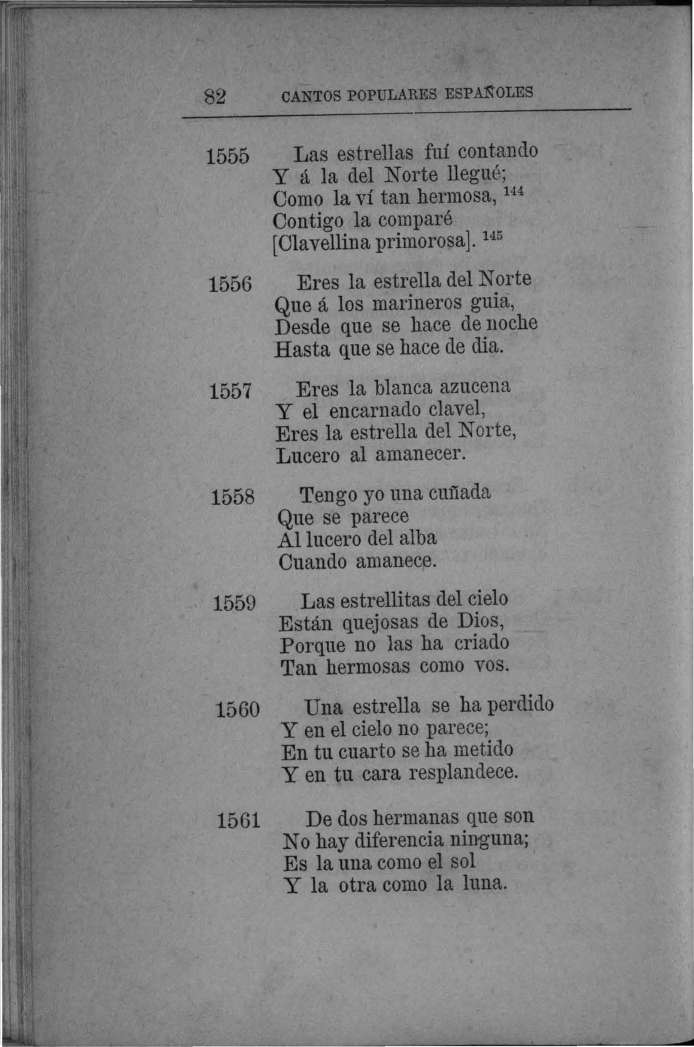 82 CANTOS POPULARES ESPAÑOLES
1555 Las estrellas fuí contando
Y á la del Norte llegué;
Como la ví tan hermosa, 144
Contigo la comparé
[Clavellina primorosa]. 145
1556 Eres la estrella del Norte
Que á los marineros guia,
Desde que se hace de noche
Hasta que se hace de dia.
1557 Eres la blanca azucena
Y el encarnado clavel,
Eres la estrella del Norte,
Lucero al amanecer.
1558 Tengo yo una cuñada
Que se parece
Al lucero del alba
Cuando amanece.
1559 Las estrellitas del cielo
Están quejosas de Dios,
Porque no las ha criado
Tan hermosas como vos.
1560 Una estrella se ha perdido
Y en el cielo no parece;
En tu cuarto se ha metido
Y en tu cara resplandece.
1561 De dos hermanas que son
No hay diferencia ninguna;
Es la una como el sol
Y la otra como la luna.